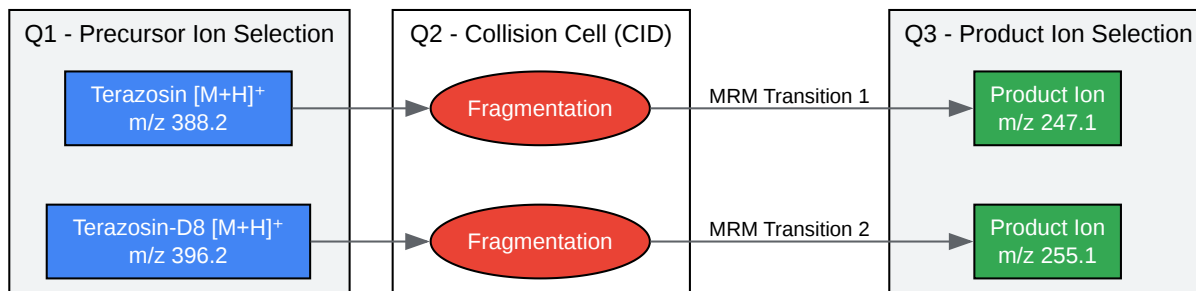 Q1 - Precursor Ion Selection
Q2 - Collision Cell (CID)
Q3 - Product Ion Selection
Terazosin [M+H]⁺
m/z 388.2
Fragmentation
MRM Transition 1
Product Ion
m/z 247.1
Terazosin-D8 [M+H]⁺
m/z 396.2
Fragmentation
MRM Transition 2
Product Ion
m/z 255.1